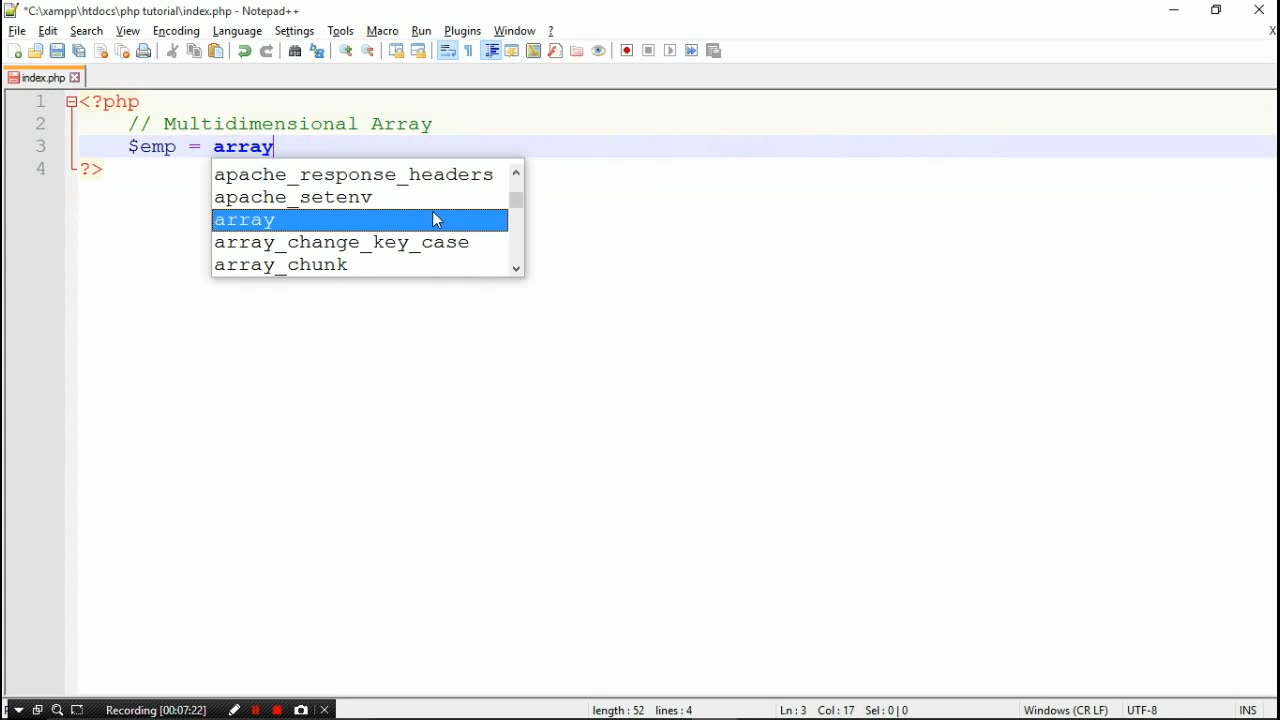 *C:\xampp\htdocs\php tutorial\index.php - Notepad++
File Edit Search View Encoding Language Settings Tools Macro Run Plugins Window ? X
index.php
1 <?php
2 // Multidimensional Array
3 $emp = array
4 ?>
apache_response_headers
apache_setenv
array
array_change_key_case
array_chunk
Recording [00:07:22]
length : 52 lines : 4 Ln : 3 Col : 17 Sel : 0 | 0 Windows (CR LF) UTF-8 INS